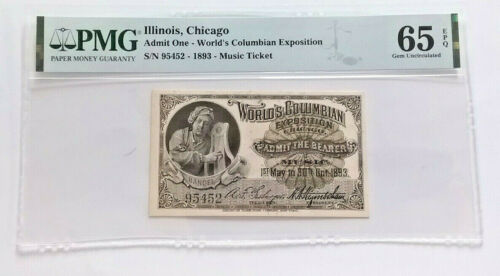 PMG
PAPER MONEY GUARANTY
Illinois, Chicago
Admit One - World's Columbian Exposition
S/N 95452 - 1893 - Music Ticket
65 EPQ
Gem Uncirculated
WORLD'S COLUMBIAN
EXPOSITION
CHICAGO
ADMIT THE BEARER
MUSIC
1ST May to 30TH Oct. 1893.
HANDEL
95452